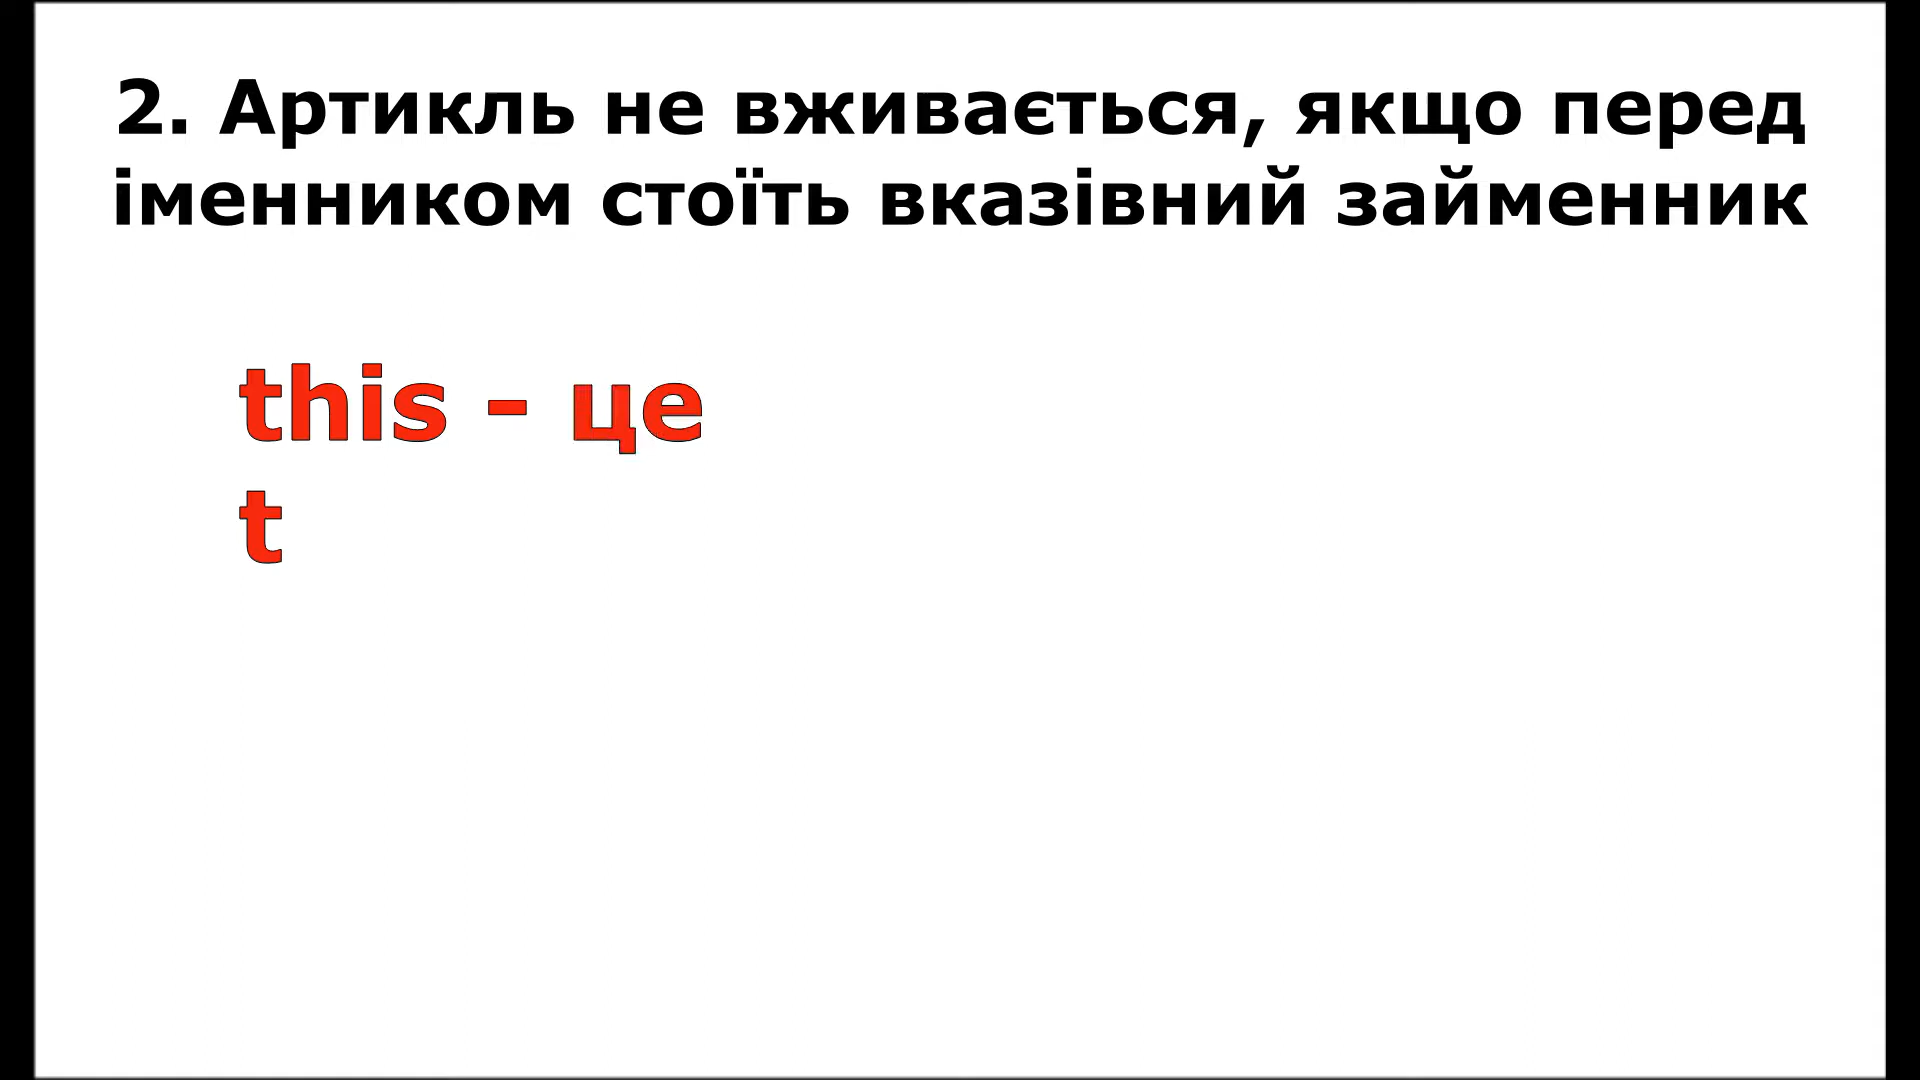 2. Артикль не вживається, якщо перед
іменником стоїть вказівний займенник
this - це
t